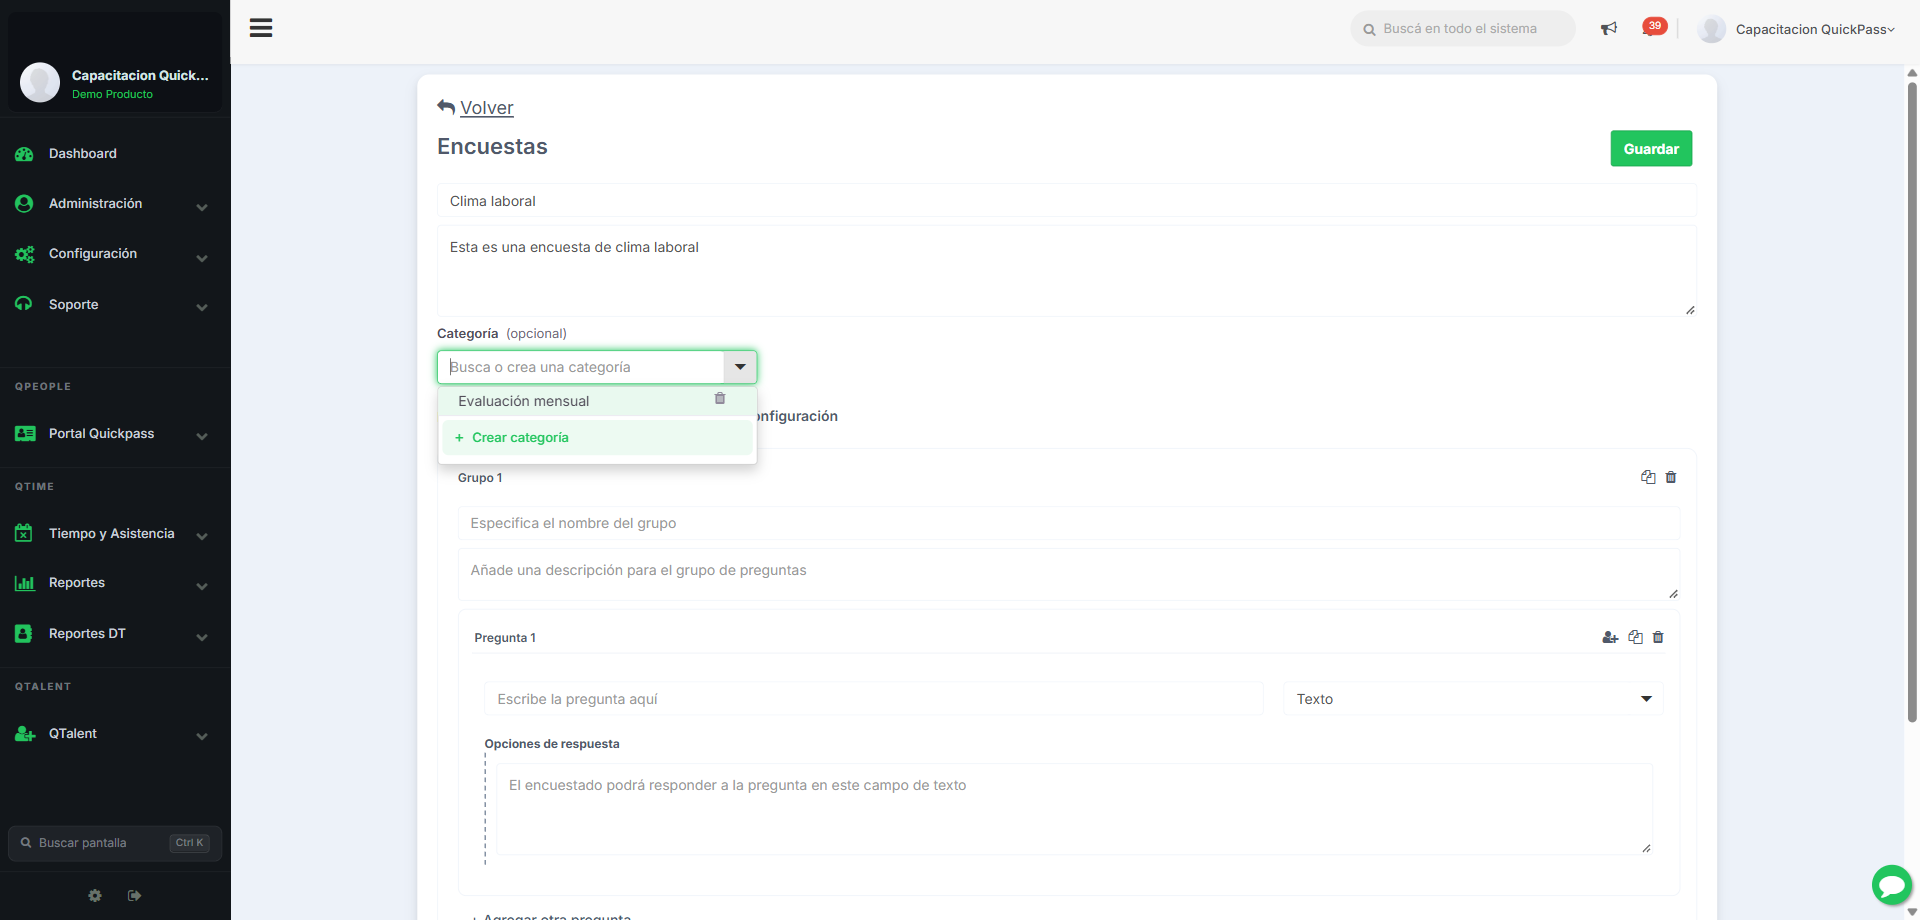 Capacitacion Quick...
Demo Producto
Dashboard
Administración
Configuración
Soporte
QPEOPLE
Portal Quickpass
QTIME
Tiempo y Asistencia
Reportes
Reportes DT
QTALENT
QTalent
Buscar pantalla
Ctrl K
Buscá en todo el sistema
39
Capacitacion QuickPass
Volver
Encuestas
Guardar
Clima laboral
Esta es una encuesta de clima laboral
Categoría (opcional)
Busca o crea una categoría
Evaluación mensual
+ Crear categoría
onfiguración
Grupo 1
Especifica el nombre del grupo
Añade una descripción para el grupo de preguntas
Pregunta 1
Escribe la pregunta aquí
Texto
Opciones de respuesta
El encuestado podrá responder a la pregunta en este campo de texto
+ Agregar otra pregunta